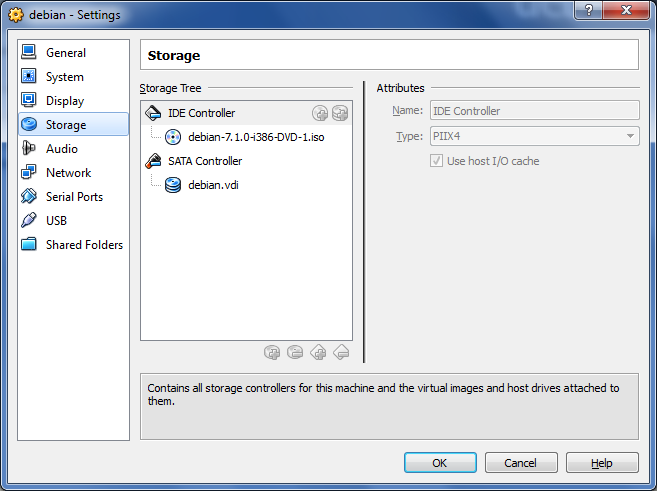 debian - Settings
General
System
Display
Storage
Audio
Network
Serial Ports
USB
Shared Folders
Storage
Storage Tree
IDE Controller
debian-7.1.0-i386-DVD-1.iso
SATA Controller
debian.vdi
Attributes
Name: IDE Controller
Type: PIIX4
Use host I/O cache
Contains all storage controllers for this machine and the virtual images and host drives attached to
them.
OK Cancel Help